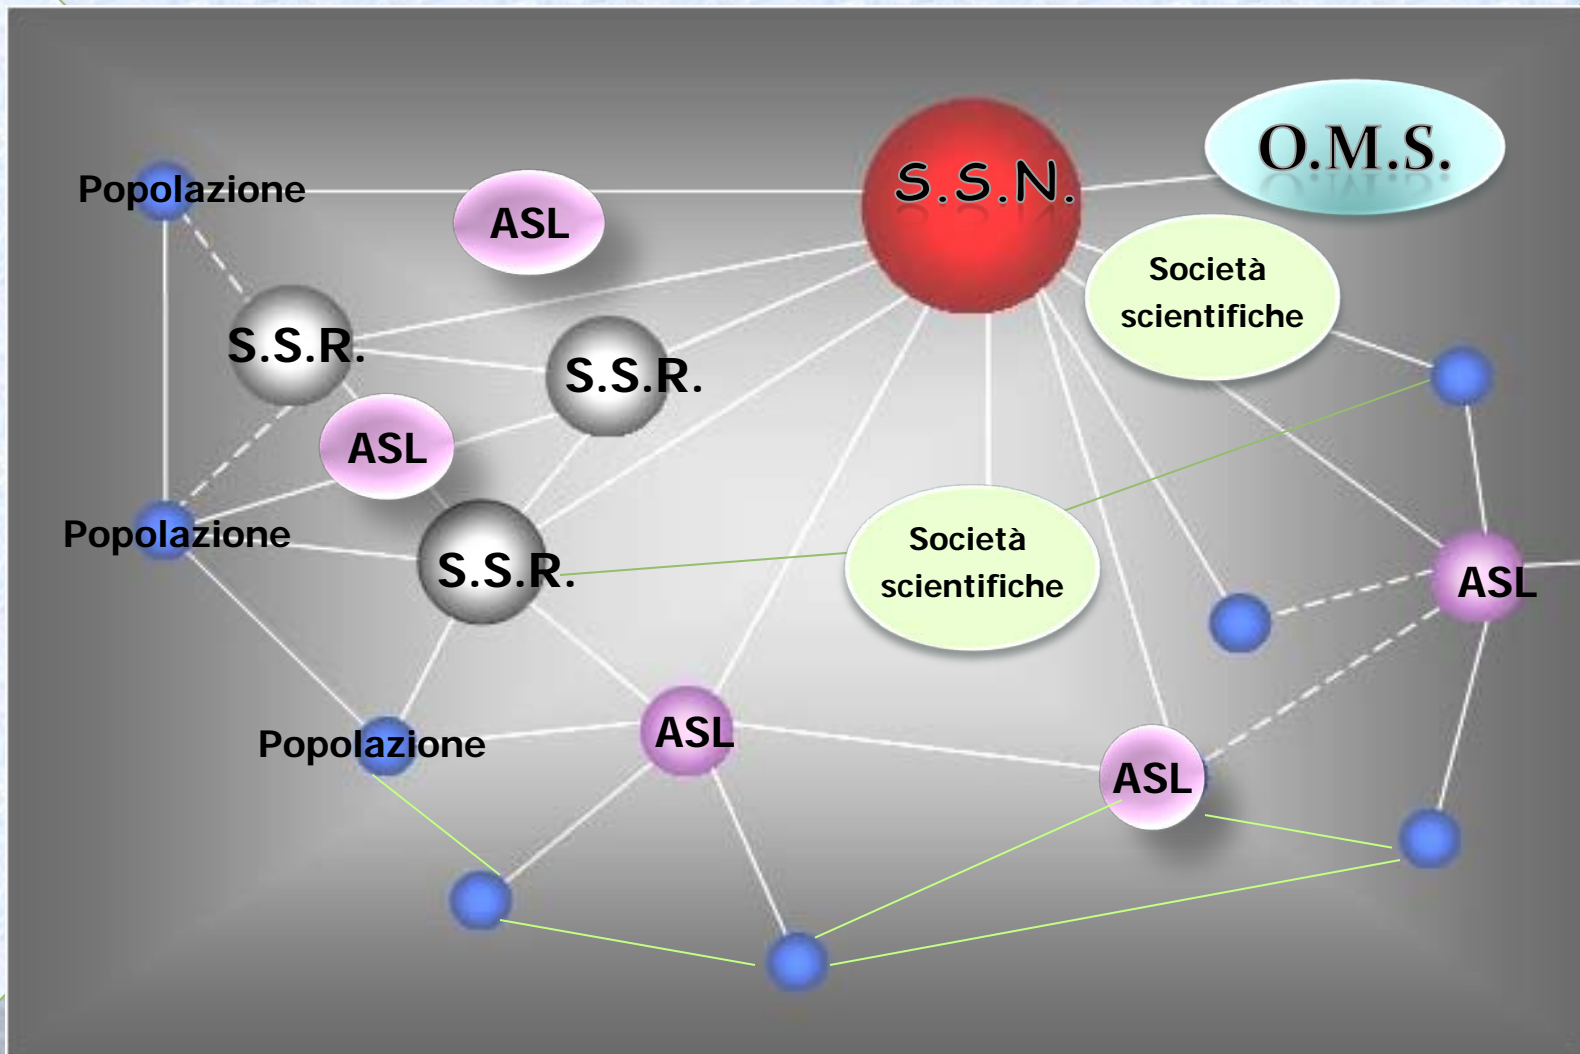 O.M.S.
S.S.N.
Popolazione
ASL
Società
scientifiche
S.S.R.
S.S.R.
ASL
Popolazione
S.S.R.
Società
scientifiche
ASL
Popolazione
ASL
ASL